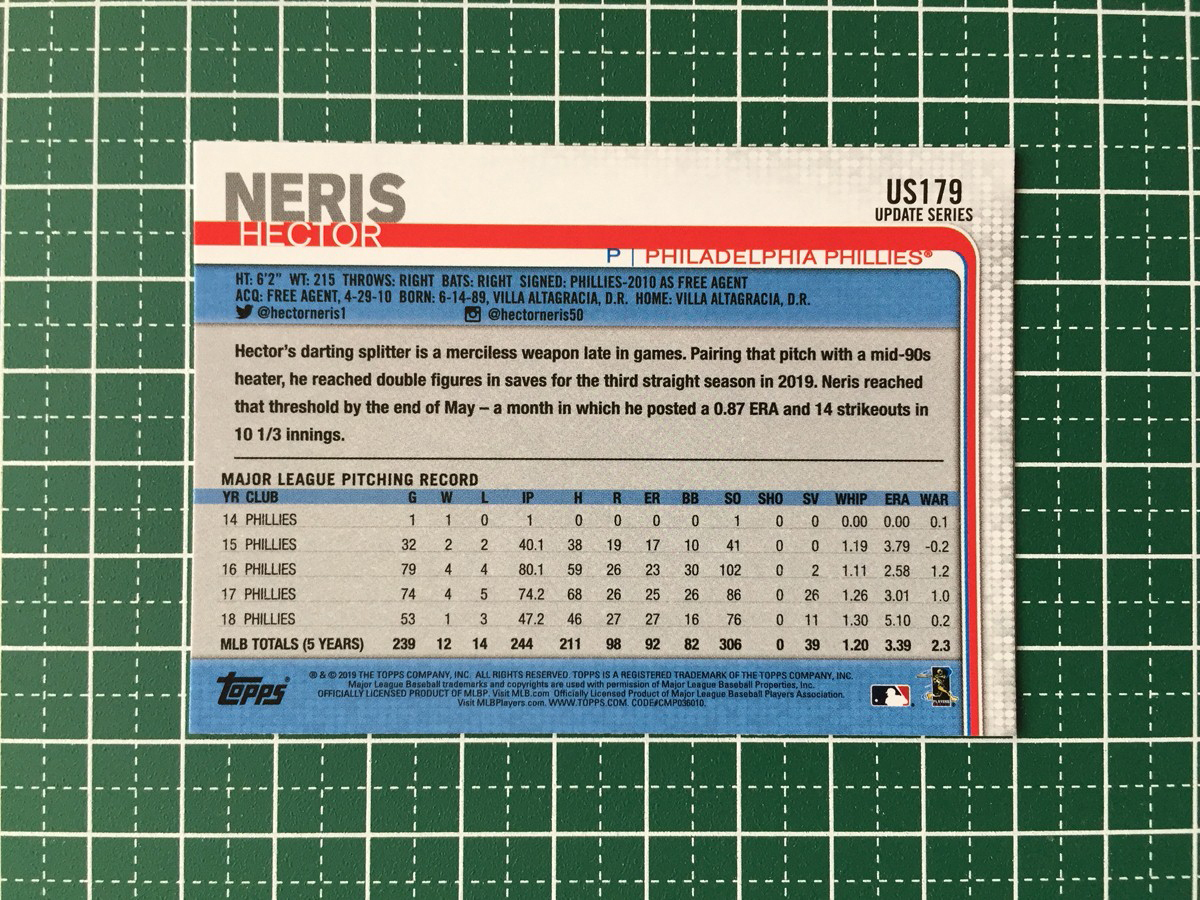 NERIS
HECTOR
US179
UPDATE SERIES
P | PHILADELPHIA PHILLIES®
HT: 6'2" WT: 215 THROWS: RIGHT BATS: RIGHT SIGNED: PHILLIES-2010 AS FREE AGENT
ACQ: FREE AGENT, 4-29-10 BORN: 6-14-89, VILLA ALTAGRACIA, D.R. HOME: VILLA ALTAGRACIA, D.R.
@hectorneris1 @hectorneris50
Hector's darting splitter is a merciless weapon late in games. Pairing that pitch with a mid-90s
heater, he reached double figures in saves for the third straight season in 2019. Neris reached
that threshold by the end of May – a month in which he posted a 0.87 ERA and 14 strikeouts in
10 1/3 innings.
MAJOR LEAGUE PITCHING RECORD
YR CLUB G W L IP H R ER BB SO SHO SV WHIP ERA WAR
14 PHILLIES 1 1 0 1 0 0 0 0 1 0 0 0.00 0.00 0.1
15 PHILLIES 32 2 2 40.1 38 19 17 10 41 0 0 1.19 3.79 -0.2
16 PHILLIES 79 4 4 80.1 59 26 23 30 102 0 2 1.11 2.58 1.2
17 PHILLIES 74 4 5 74.2 68 26 25 26 86 0 26 1.26 3.01 1.0
18 PHILLIES 53 1 3 47.2 46 27 27 16 76 0 11 1.30 5.10 0.2
MLB TOTALS (5 YEARS) 239 12 14 244 211 98 92 82 306 0 39 1.20 3.39 2.3
TOPPS®
® & © 2019 THE TOPPS COMPANY, INC. ALL RIGHTS RESERVED. TOPPS IS A REGISTERED TRADEMARK OF THE TOPPS COMPANY, INC.
Major League Baseball trademarks and copyrights are used with permission of Major League Baseball Properties, Inc.
OFFICIALLY LICENSED PRODUCT OF MLBP. Visit MLB.com Officially Licensed Product of Major League Baseball Players Association.
Visit MLBPlayers.com. WWW.TOPPS.COM. CODE#CMP036010.
PLAYERS